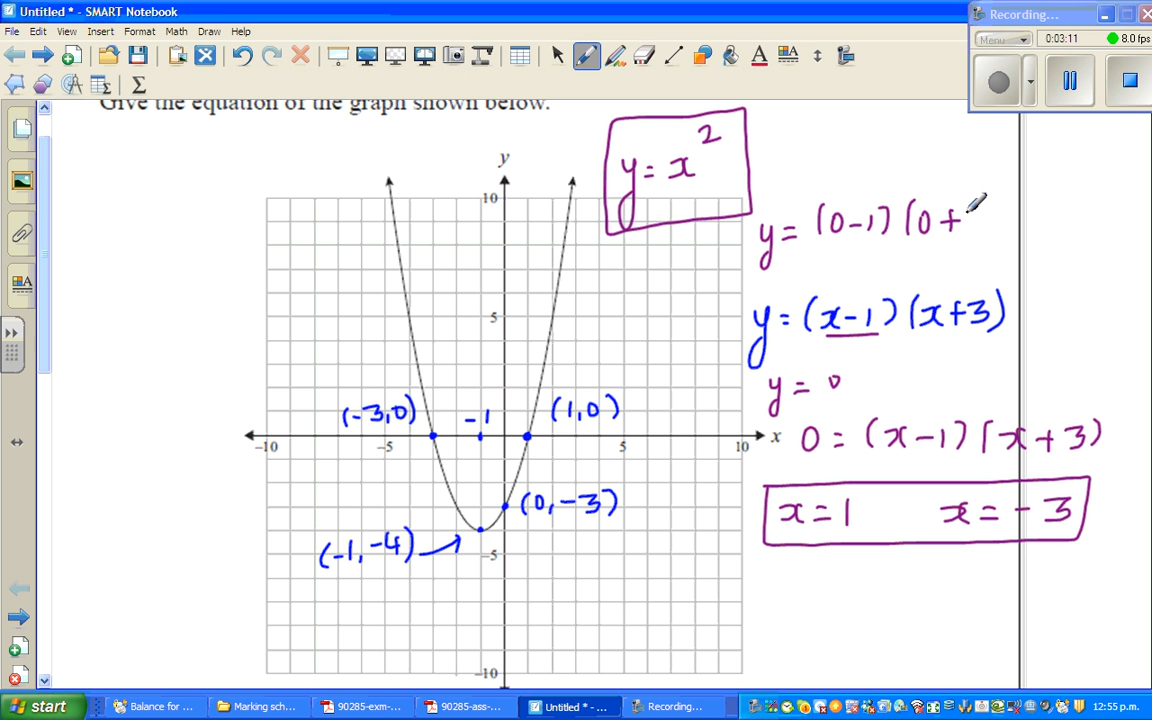 Untitled * - SMART Notebook
Recording...
File Edit View Insert Format Math Draw Help
Menu
0:03:11
8.0 fps
Give the equation of the graph shown below.
y = x²
y
10
y = (0-1) (0 +
5
y = (x-1) (x+3)
y = 0
(-3,0)
-1
(1,0)
-10
-5
5
10
x
0 = (x-1) (x + 3)
(0, -3)
x = 1 x = - 3
(-1, -4)
-5
-10
start
Balance for ...
Marking sch...
90285-exm-...
90285-ass-...
Untitled * - ...
Recording...
12:55 p.m.